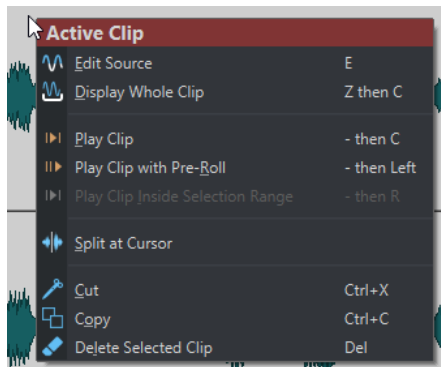 Active Clip
Edit Source E
Display Whole Clip Z then C
Play Clip - then C
Play Clip with Pre-Roll - then Left
Play Clip Inside Selection Range - then R
Split at Cursor
Cut Ctrl+X
Copy Ctrl+C
Delete Selected Clip Del